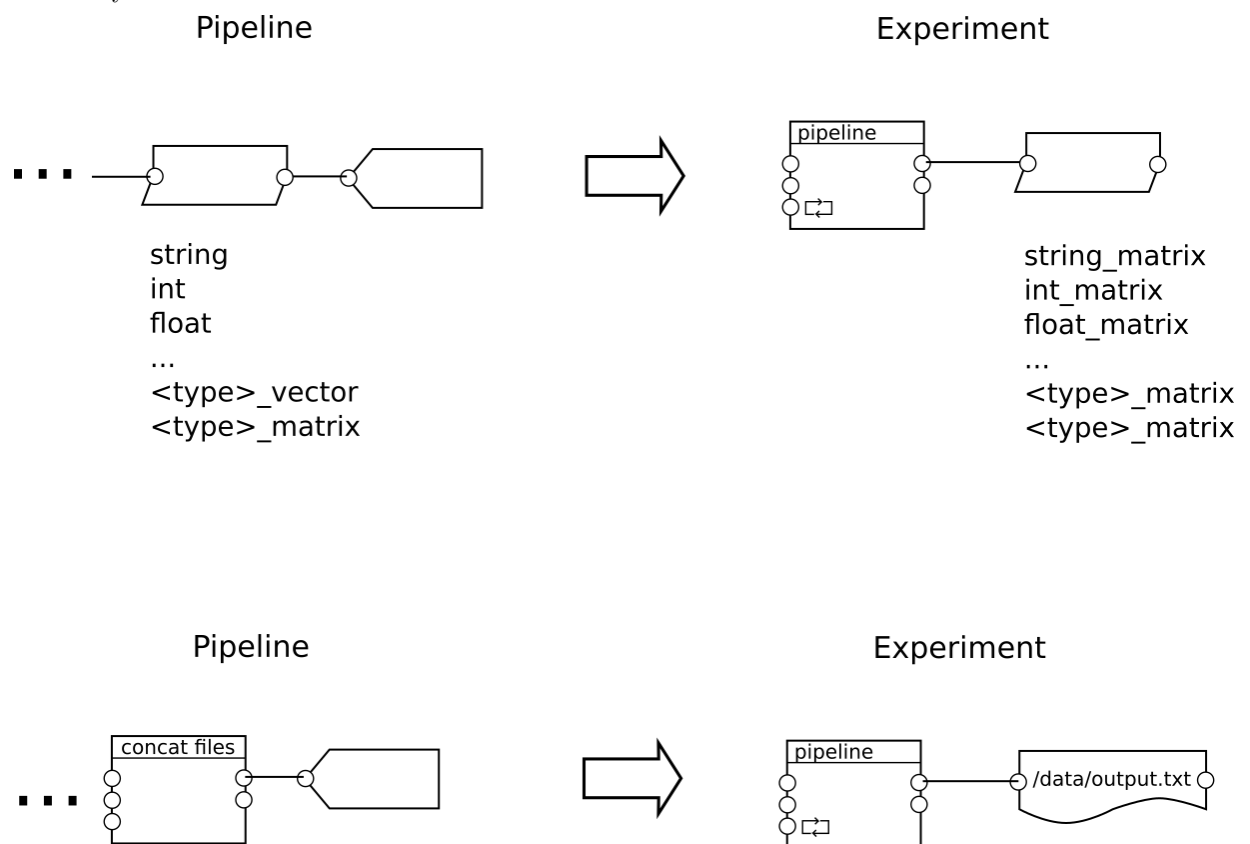 Pipeline
Experiment
pipeline
string
int
float
...
<type>_vector
<type>_matrix
string_matrix
int_matrix
float_matrix
...
<type>_matrix
<type>_matrix
Pipeline
Experiment
concat files
pipeline
/data/output.txt